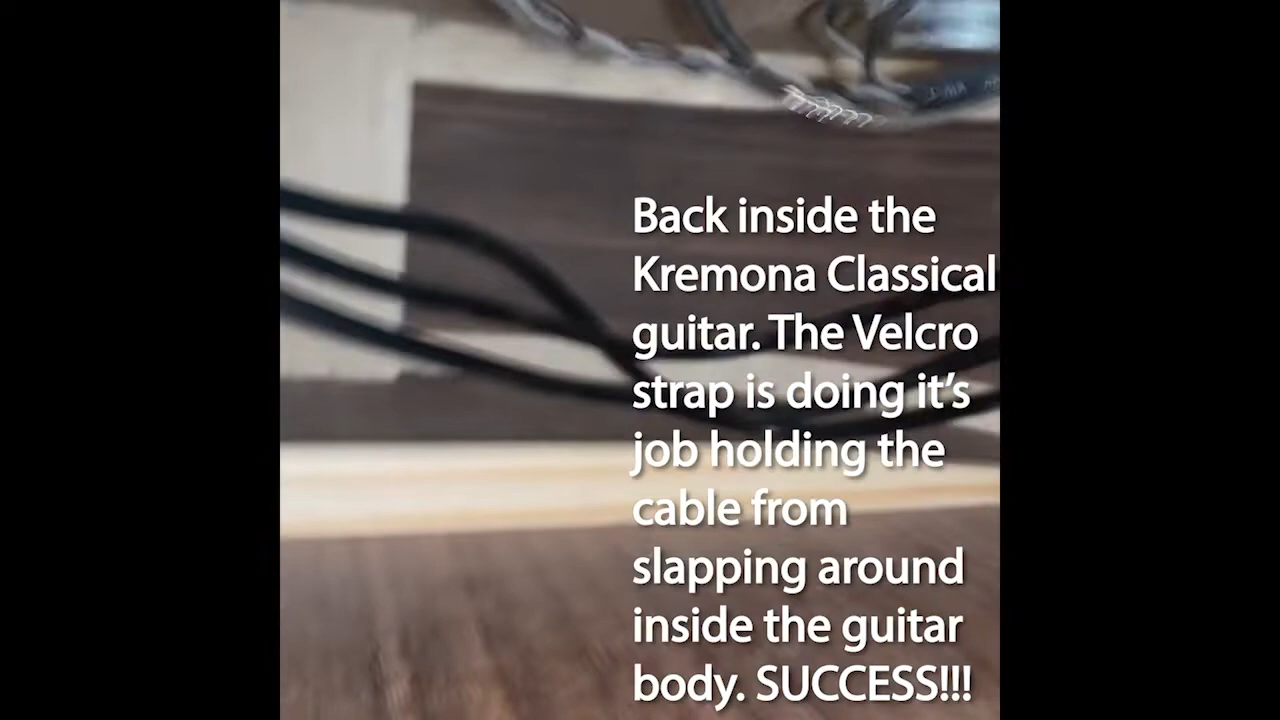 Back inside the
Kremona Classical
guitar. The Velcro
strap is doing it’s
job holding the
cable from
slapping around
inside the guitar
body. SUCCESS!!!